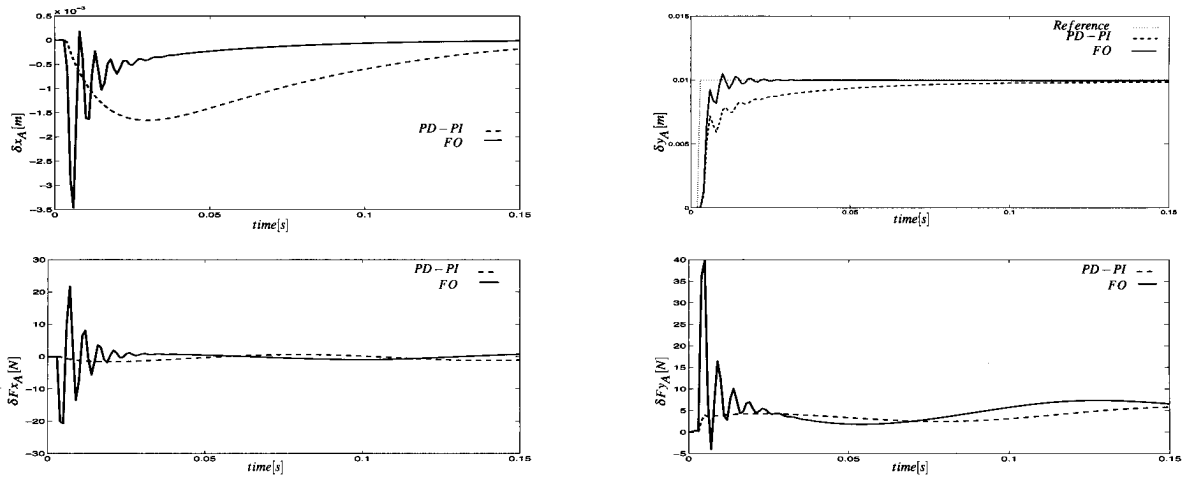 × 10⁻³
0.5
0
−0.5
−1
−1.5
−2
−2.5
−3
−3.5
0
0.05
0.1
0.15
δx_A[m]
time[s]
PD−PI
FO
0.015
0.01
0.005
0
0
0.05
0.1
0.15
δy_A[m]
time[s]
Reference
PD−PI
FO
30
20
10
0
−10
−20
−30
0
0.05
0.1
0.15
δFx_A[N]
time[s]
PD−PI
FO
40
35
30
25
20
15
10
5
0
−5
0
0.05
0.1
0.15
δFy_A[N]
time[s]
PD−PI
FO